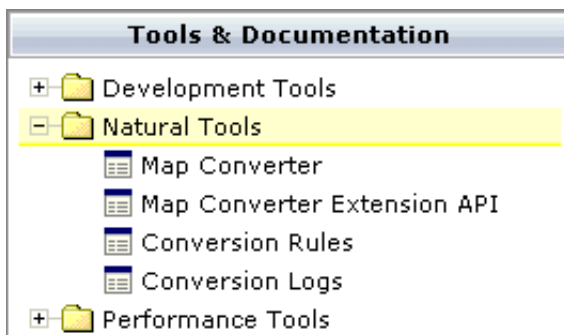 Tools & Documentation
Development Tools
Natural Tools
Map Converter
Map Converter Extension API
Conversion Rules
Conversion Logs
Performance Tools